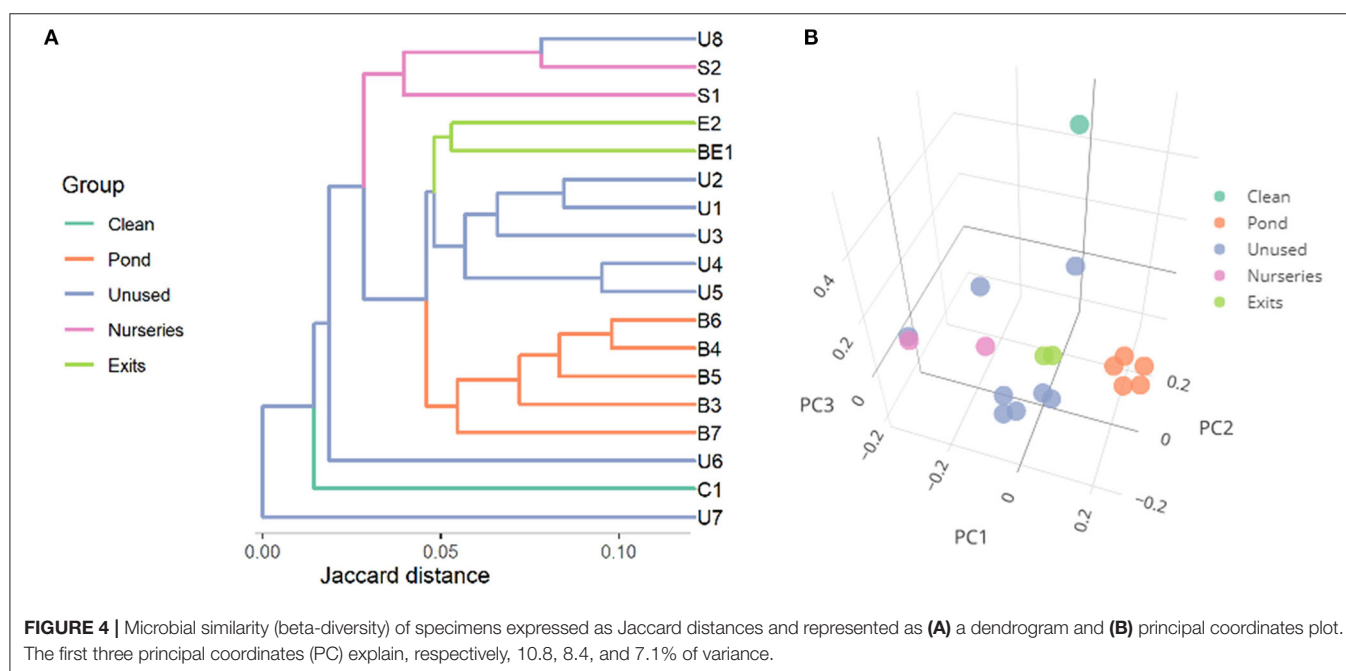 A
U8
S2
S1
E2
BE1
U2
U1
U3
U4
U5
B6
B4
B5
B3
B7
U6
C1
U7
Group
Clean
Pond
Unused
Nurseries
Exits
0.00 0.05 0.10
Jaccard distance
B
Clean
Pond
Unused
Nurseries
Exits
0.4
0.2
0
PC3
−0.2
−0.2
0
0.2
PC1
0.2
0
−0.2
PC2
FIGURE 4 | Microbial similarity (beta-diversity) of specimens expressed as Jaccard distances and represented as (A) a dendrogram and (B) principal coordinates plot.
The first three principal coordinates (PC) explain, respectively, 10.8, 8.4, and 7.1% of variance.